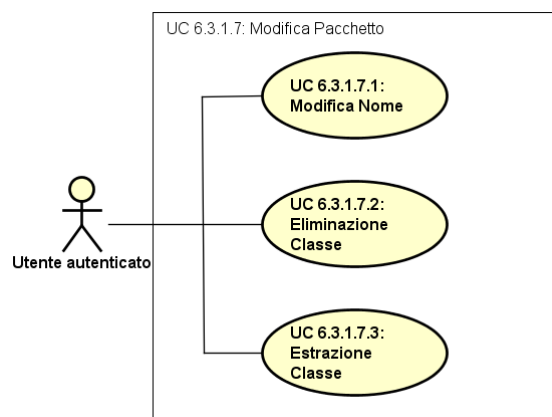 UC 6.3.1.7: Modifica Pacchetto
UC 6.3.1.7.1:
Modifica Nome
UC 6.3.1.7.2:
Eliminazione
Classe
Utente autenticato
UC 6.3.1.7.3:
Estrazione
Classe